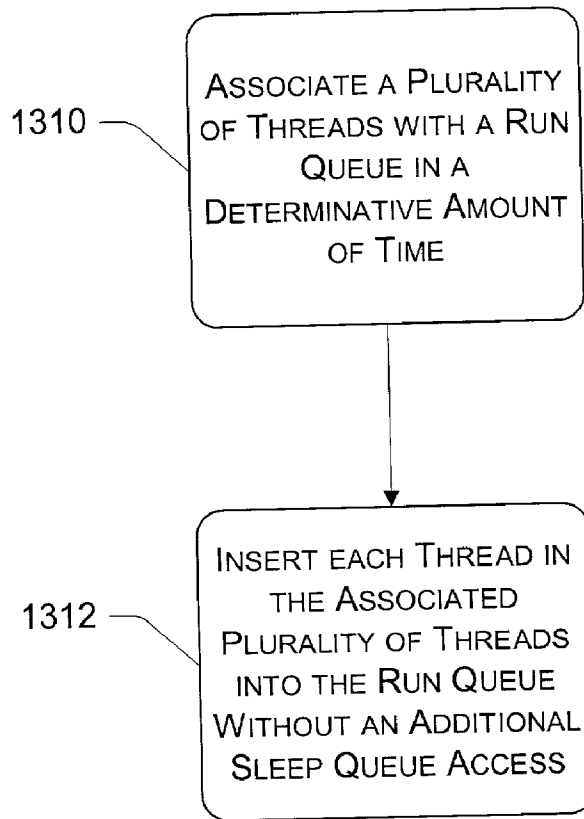 1310
ASSOCIATE A PLURALITY
OF THREADS WITH A RUN
QUEUE IN A
DETERMINATIVE AMOUNT
OF TIME
1312
INSERT EACH THREAD IN
THE ASSOCIATED
PLURALITY OF THREADS
INTO THE RUN QUEUE
WITHOUT AN ADDITIONAL
SLEEP QUEUE ACCESS